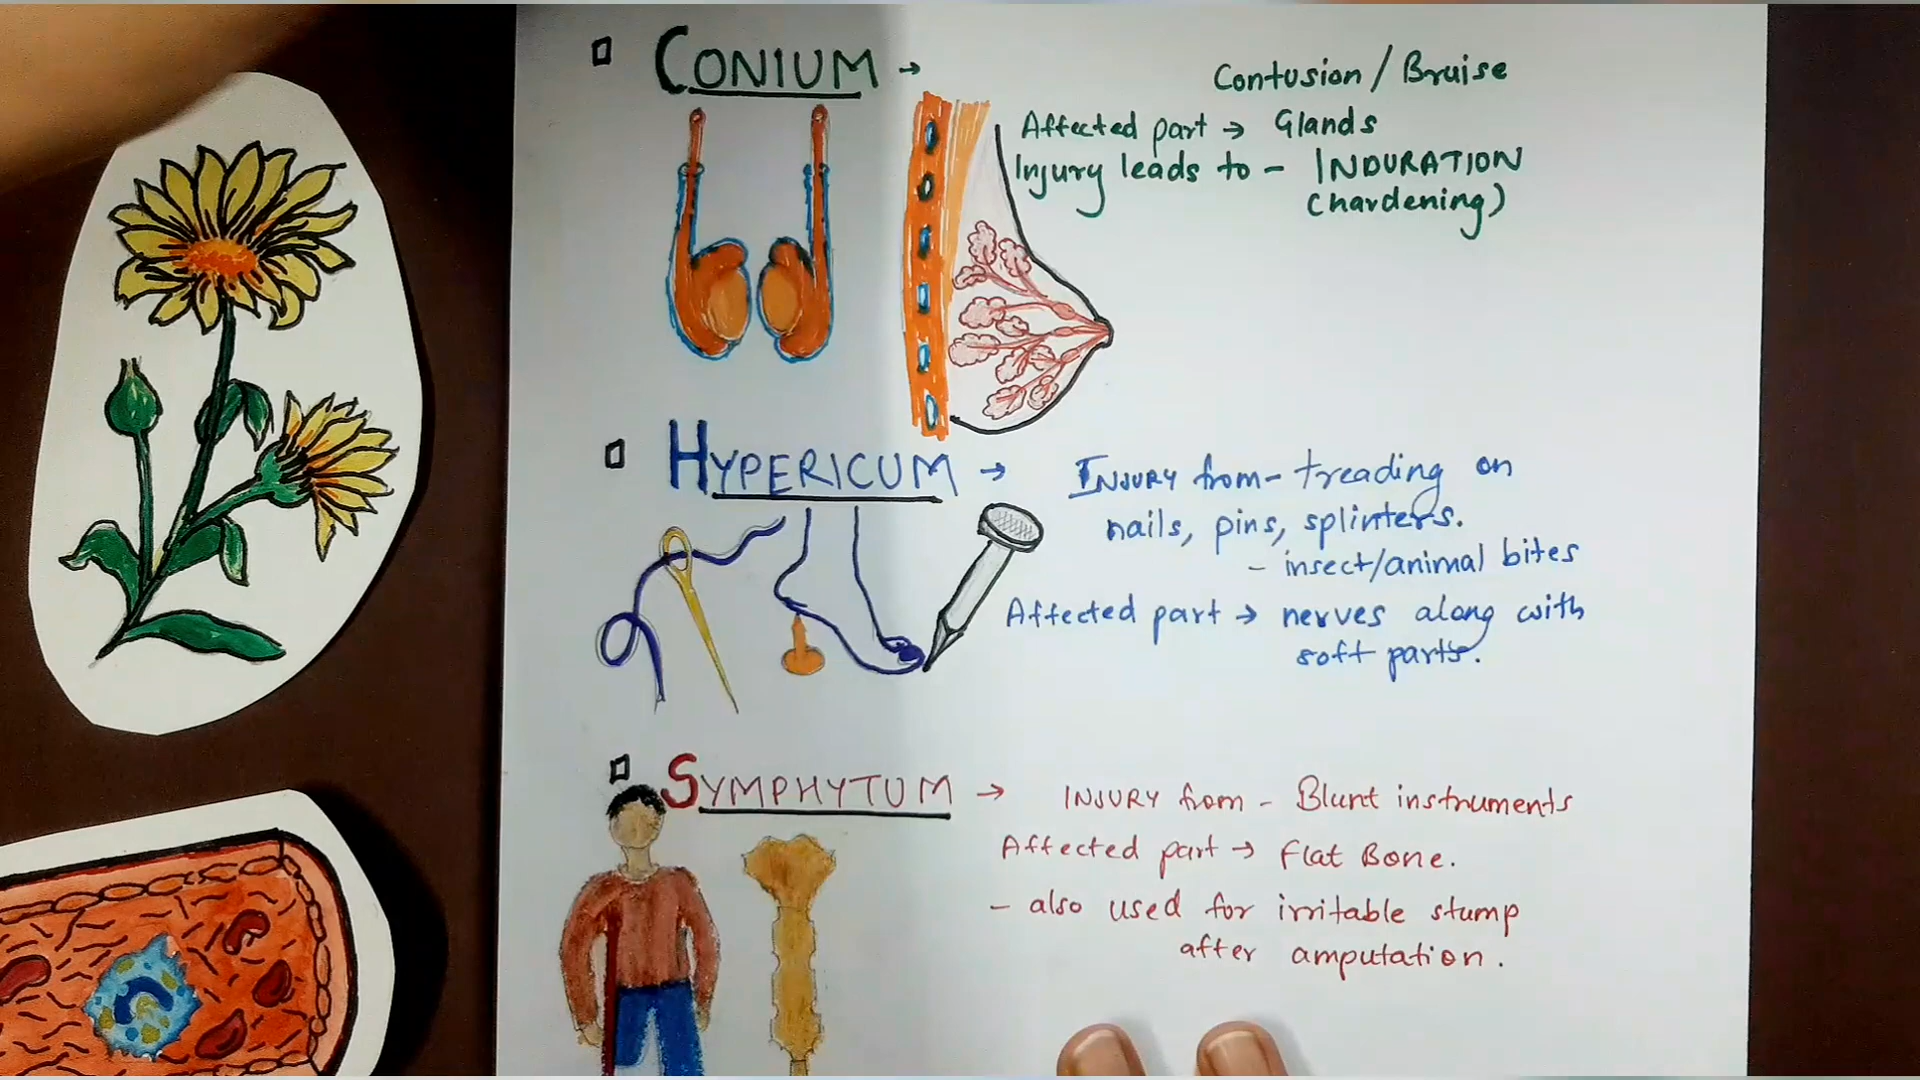 CONIUM →
Contusion / Bruise
Affected part → Glands
Injury leads to - INDURATION
(hardening)
HYPERICUM → INJURY from - treading on
nails, pins, splinters.
- insect/animal bites
Affected part → nerves along with
soft parts.
SYMPHYTUM → INJURY from - Blunt instruments
Affected part → flat Bone.
- also used for irritable stump
after amputation.